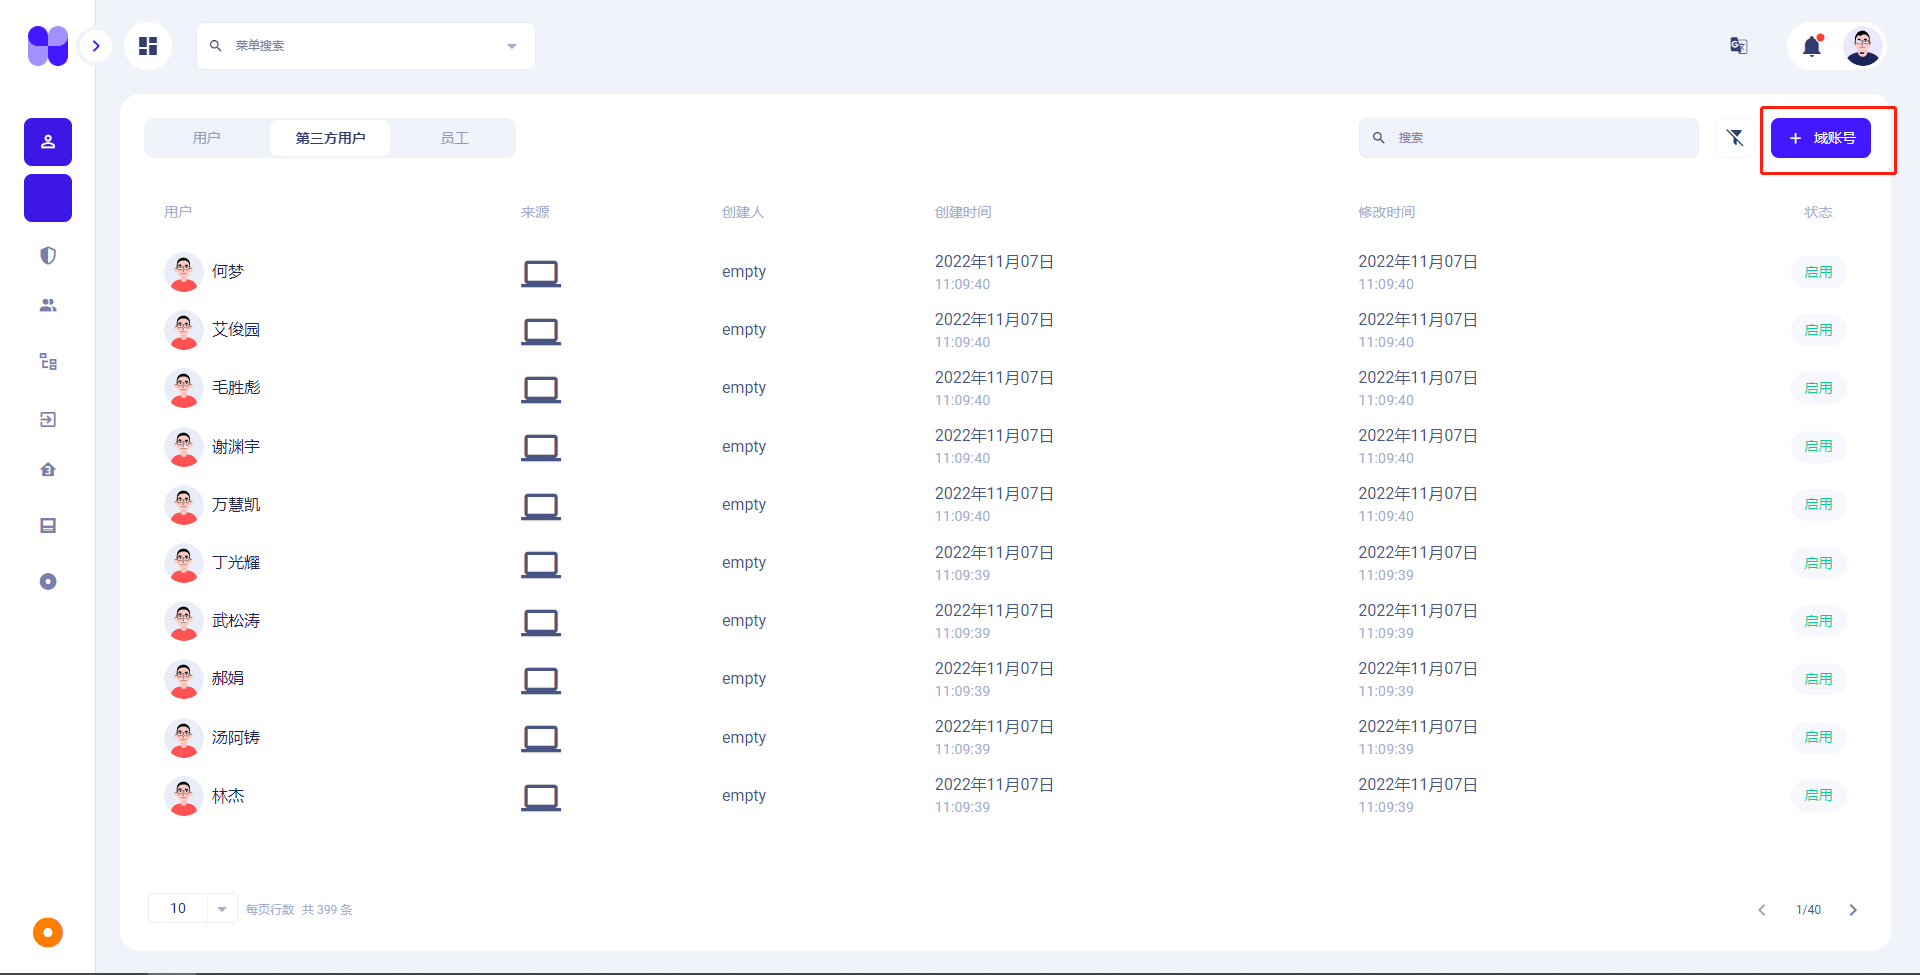 菜单搜索
用户 第三方用户 员工 搜索 域账号
用户 来源 创建人 创建时间 修改时间 状态
何梦 empty 2022年11月07日 11:09:40 2022年11月07日 11:09:40 启用
艾俊园 empty 2022年11月07日 11:09:40 2022年11月07日 11:09:40 启用
毛胜彪 empty 2022年11月07日 11:09:40 2022年11月07日 11:09:40 启用
谢渊宇 empty 2022年11月07日 11:09:40 2022年11月07日 11:09:40 启用
万慧凯 empty 2022年11月07日 11:09:40 2022年11月07日 11:09:40 启用
丁光耀 empty 2022年11月07日 11:09:39 2022年11月07日 11:09:39 启用
武松涛 empty 2022年11月07日 11:09:39 2022年11月07日 11:09:39 启用
郝娟 empty 2022年11月07日 11:09:39 2022年11月07日 11:09:39 启用
汤阿铸 empty 2022年11月07日 11:09:39 2022年11月07日 11:09:39 启用
林杰 empty 2022年11月07日 11:09:39 2022年11月07日 11:09:39 启用
10 每页行数 共 399 条 1/40